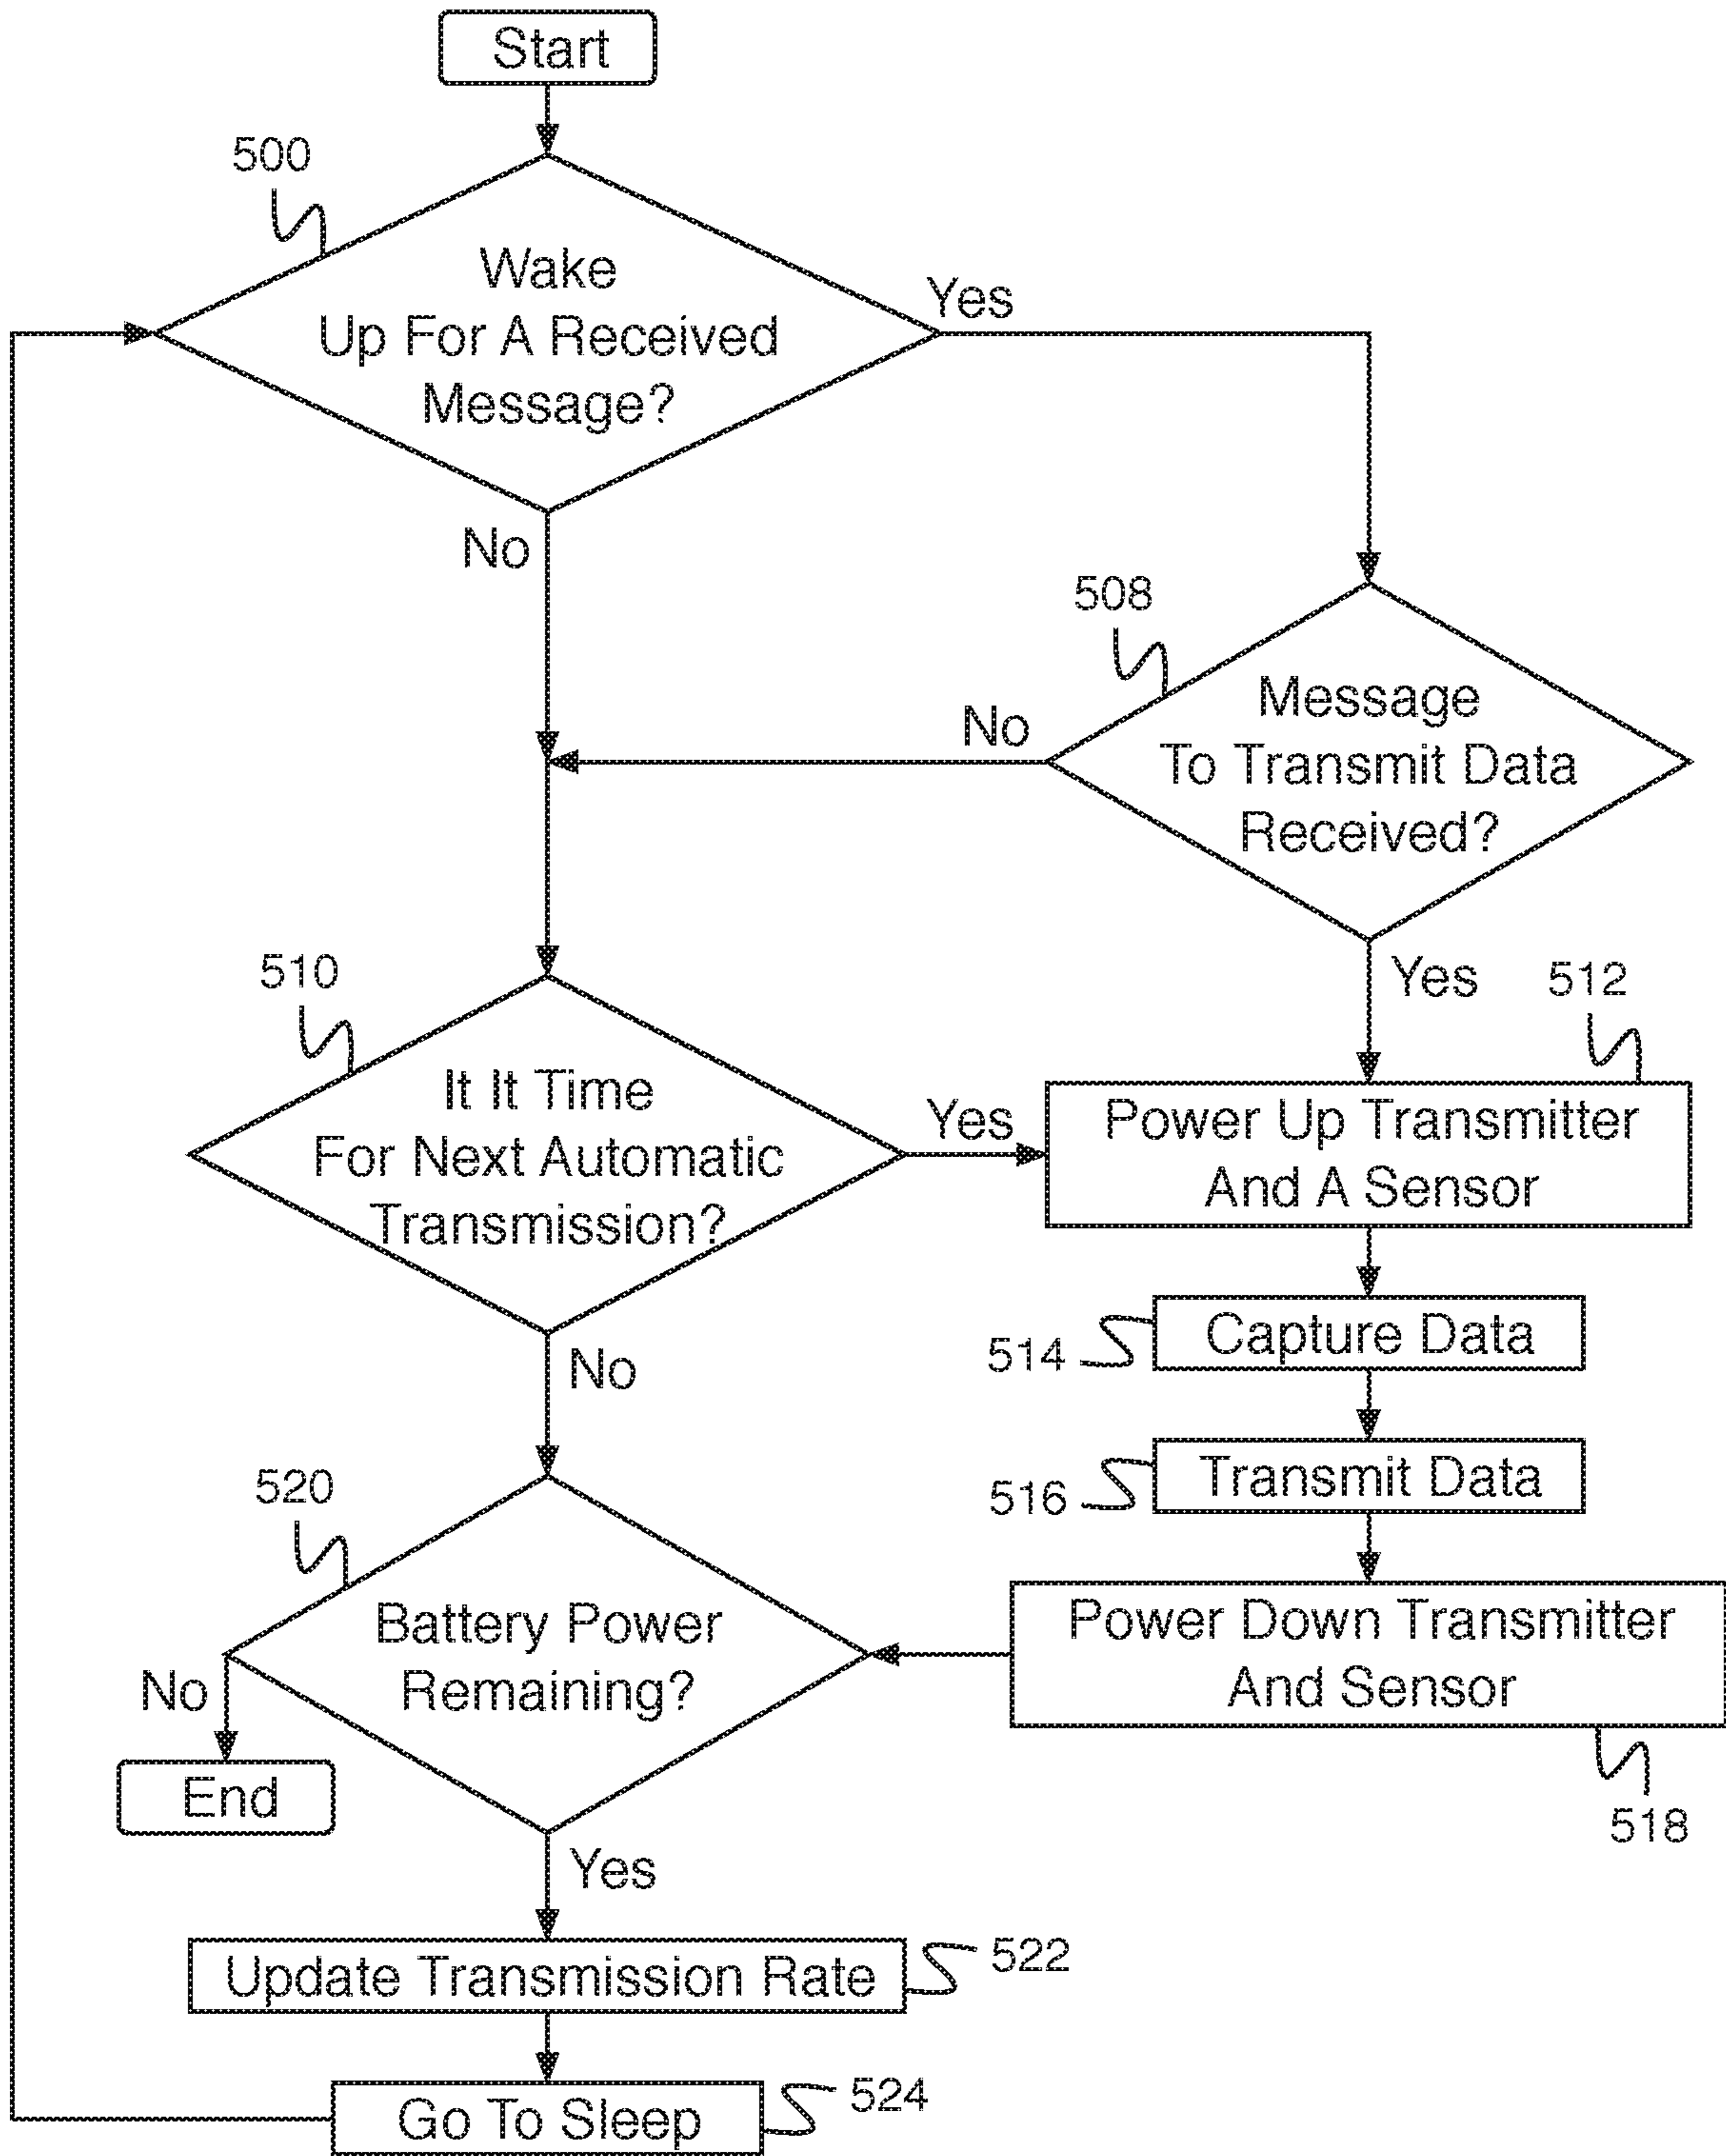 Start
500
Wake
Up For A Received
Message?
Yes
No
508
Message
To Transmit Data
Received?
No
Yes
510
It It Time
For Next Automatic
Transmission?
Yes
No
512
Power Up Transmitter
And A Sensor
514
Capture Data
516
Transmit Data
520
Battery Power
Remaining?
Power Down Transmitter
And Sensor
518
No
End
Yes
Update Transmission Rate
522
Go To Sleep
524